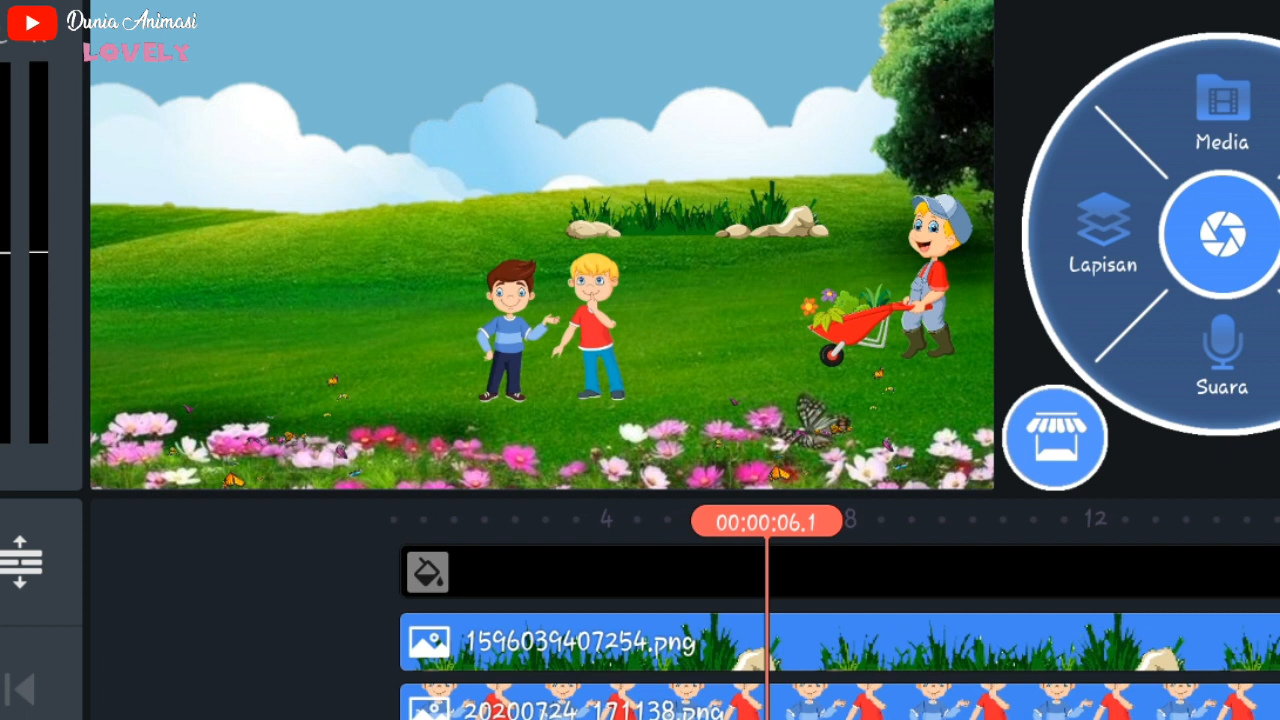 Dunia Animasi
LOVELY
Media
Lapisan
Suara
4
00:00:06.1
8
12
1596039407254.png
20200724_171138.png